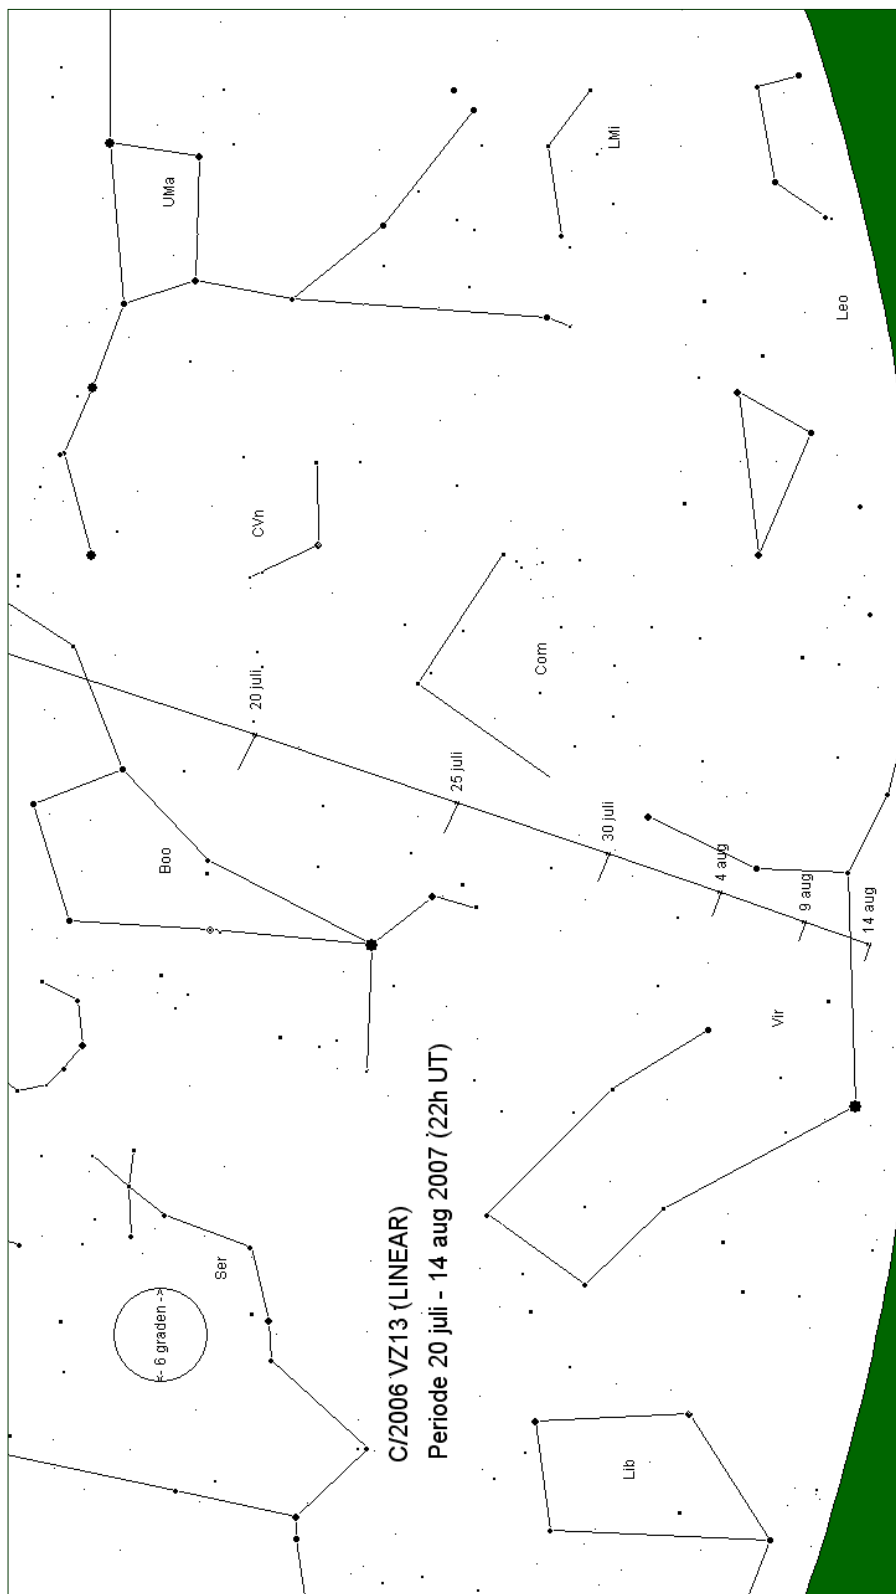 UMa
LMi
Leo
CVn
Com
20 juli
25 juli
30 juli
4 aug
9 aug
14 aug
Boo
Vir
Ser
<- 6 graden ->
Lib
C/2006 VZ13 (LINEAR)
Periode 20 juli - 14 aug 2007 (22h UT)